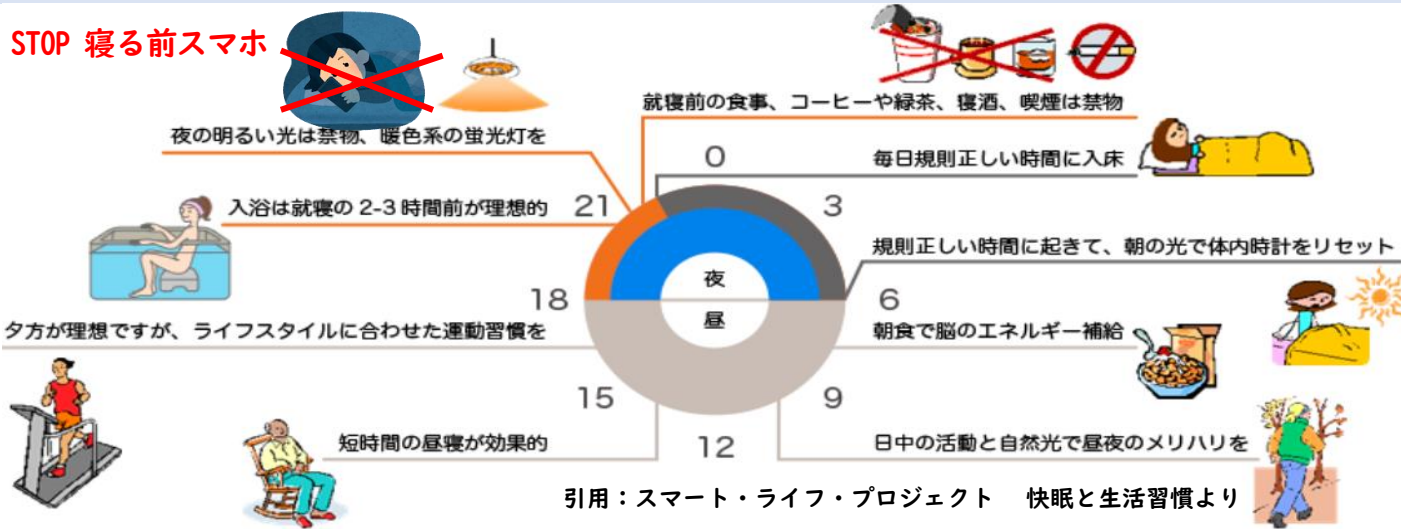 STOP 寝る前スマホ
就寝前の食事、コーヒーや緑茶、寝酒、喫煙は禁物
夜の明るい光は禁物、暖色系の蛍光灯を
0
毎日規則正しい時間に入床
入浴は就寝の2-3時間前が理想的
21
3
規則正しい時間に起きて、朝の光で体内時計をリセット
夜
18
6
昼
夕方が理想ですが、ライフスタイルに合わせた運動習慣を
朝食で脳のエネルギー補給
15
9
短時間の昼寝が効果的
12
日中の活動と自然光で昼夜のメリハリを
引用：スマート・ライフ・プロジェクト 快眠と生活習慣より